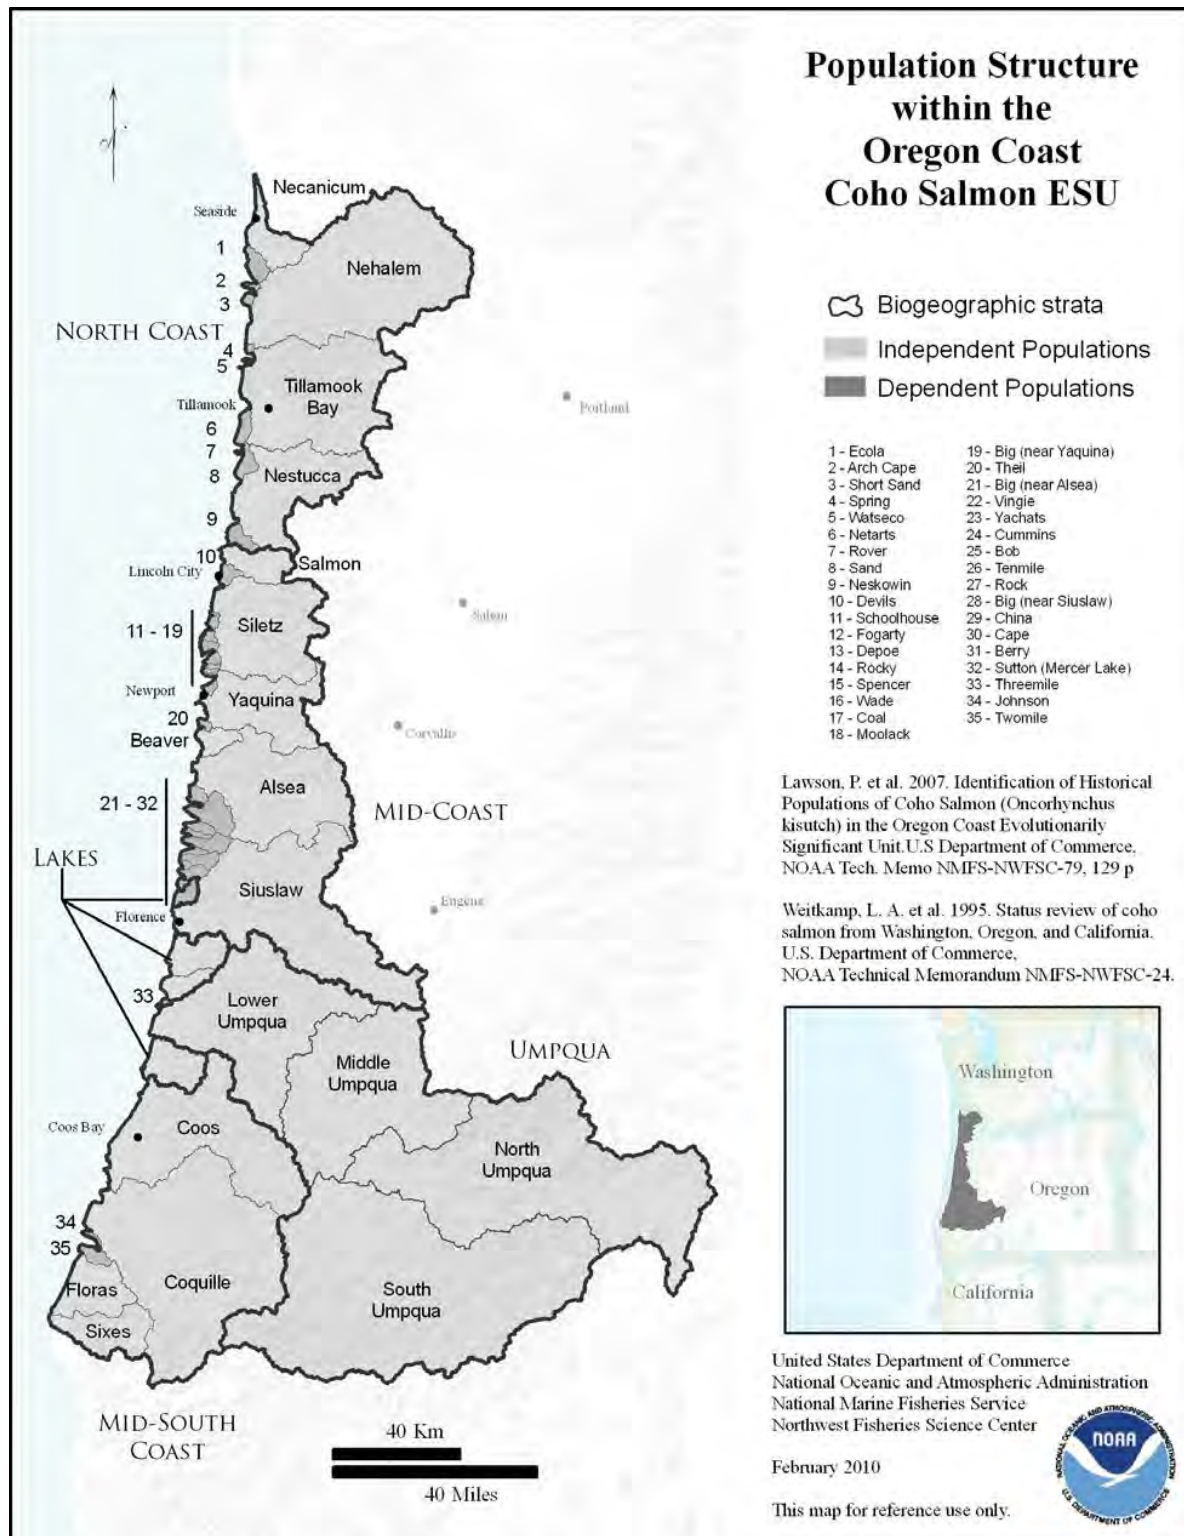 Population Structure
within the
Oregon Coast
Coho Salmon ESU
Biogeographic strata
Independent Populations
Dependent Populations
1 - Ecola
2 - Arch Cape
3 - Short Sand
4 - Spring
5 - Watseco
6 - Netarts
7 - Rover
8 - Sand
9 - Neskowin
10 - Devils
11 - Schoolhouse
12 - Fogarty
13 - Depoe
14 - Rocky
15 - Spencer
16 - Wade
17 - Coal
18 - Moolack
19 - Big (near Yaquina)
20 - Theil
21 - Big (near Alsea)
22 - Vingie
23 - Yachats
24 - Cummins
25 - Bob
26 - Tenmile
27 - Rock
28 - Big (near Siuslaw)
29 - China
30 - Cape
31 - Berry
32 - Sutton (Mercer Lake)
33 - Threemile
34 - Johnson
35 - Twomile
Lawson, P. et al. 2007. Identification of Historical
Populations of Coho Salmon (Oncorhynchus
kisutch) in the Oregon Coast Evolutionarily
Significant Unit.U.S Department of Commerce,
NOAA Tech. Memo NMFS-NWFSC-79, 129 p
Weitkamp, L. A. et al. 1995. Status review of coho
salmon from Washington, Oregon, and California.
U.S. Department of Commerce,
NOAA Technical Memorandum NMFS-NWFSC-24.
Washington
Oregon
California
United States Department of Commerce
National Oceanic and Atmospheric Administration
National Marine Fisheries Service
Northwest Fisheries Science Center
February 2010
This map for reference use only.
NOAA
NATIONAL OCEANIC AND ATMOSPHERIC ADMINISTRATION
U.S. DEPARTMENT OF COMMERCE
N
Necanicum
Seaside
1
Nehalem
2
3
NORTH COAST
4
5
Tillamook
Bay
Tillamook
Portland
6
7
8
Nestucca
9
10
Salmon
Lincoln City
Salem
11 - 19
Siletz
Newport
Yaquina
20
Beaver
Corvallis
Alsea
21 - 32
MID-COAST
LAKES
Siuslaw
Florence
Eugene
33
Lower
Umpqua
UMPQUA
Middle
Umpqua
Coos Bay
Coos
North
Umpqua
34
35
Floras
Coquille
South
Umpqua
Sixes
MID-SOUTH
COAST
40 Km
40 Miles